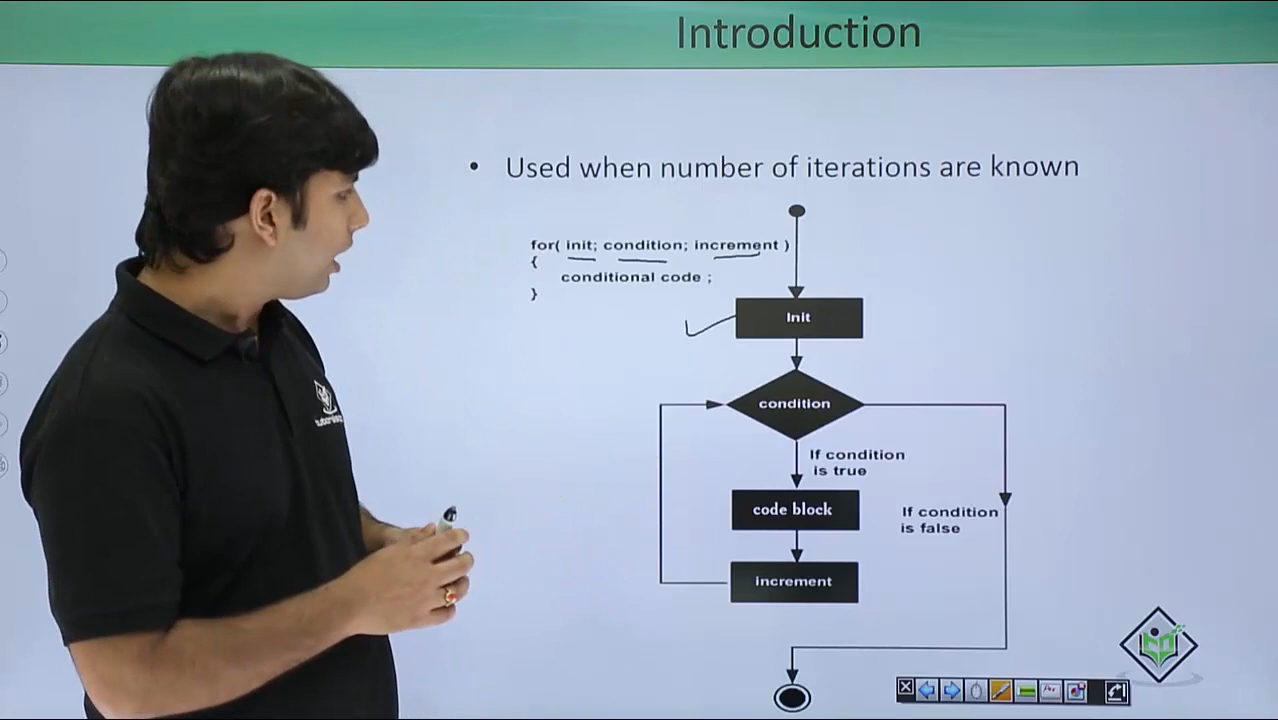 Introduction
• Used when number of iterations are known
for( init; condition; increment )
{
conditional code ;
}
Init
condition
If condition
is true
code block
If condition
is false
increment